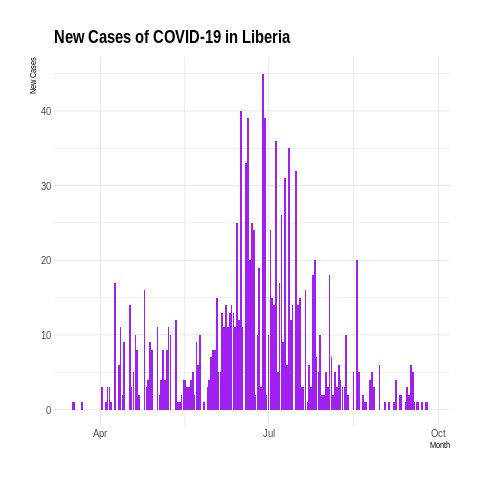 New Cases of COVID-19 in Liberia
New Cases
40
30
20
10
0
Apr
Jul
Oct
Month